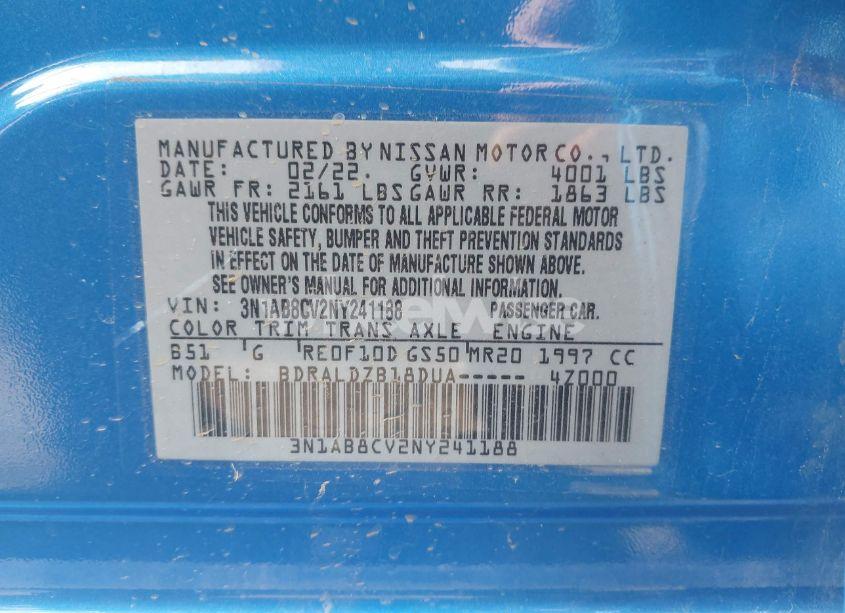 MANUFACTURED BY NISSAN MOTOR CO., LTD.
DATE: 02/22. GVWR: 4001 LBS
GAWR FR: 2161 LBS GAWR RR: 1863 LBS
THIS VEHICLE CONFORMS TO ALL APPLICABLE FEDERAL MOTOR
VEHICLE SAFETY, BUMPER AND THEFT PREVENTION STANDARDS
IN EFFECT ON THE DATE OF MANUFACTURE SHOWN ABOVE.
SEE OWNER'S MANUAL FOR ADDITIONAL INFORMATION.
VIN: 3N1AB8CV2NY241188 PASSENGER CAR.
COLOR TRIM TRANS AXLE ENGINE
B51 G RE0F10D GS50 MR20 1997 CC
MODEL: BDRALDZB18DUA----- 4Z000
3N1AB8CV2NY241188